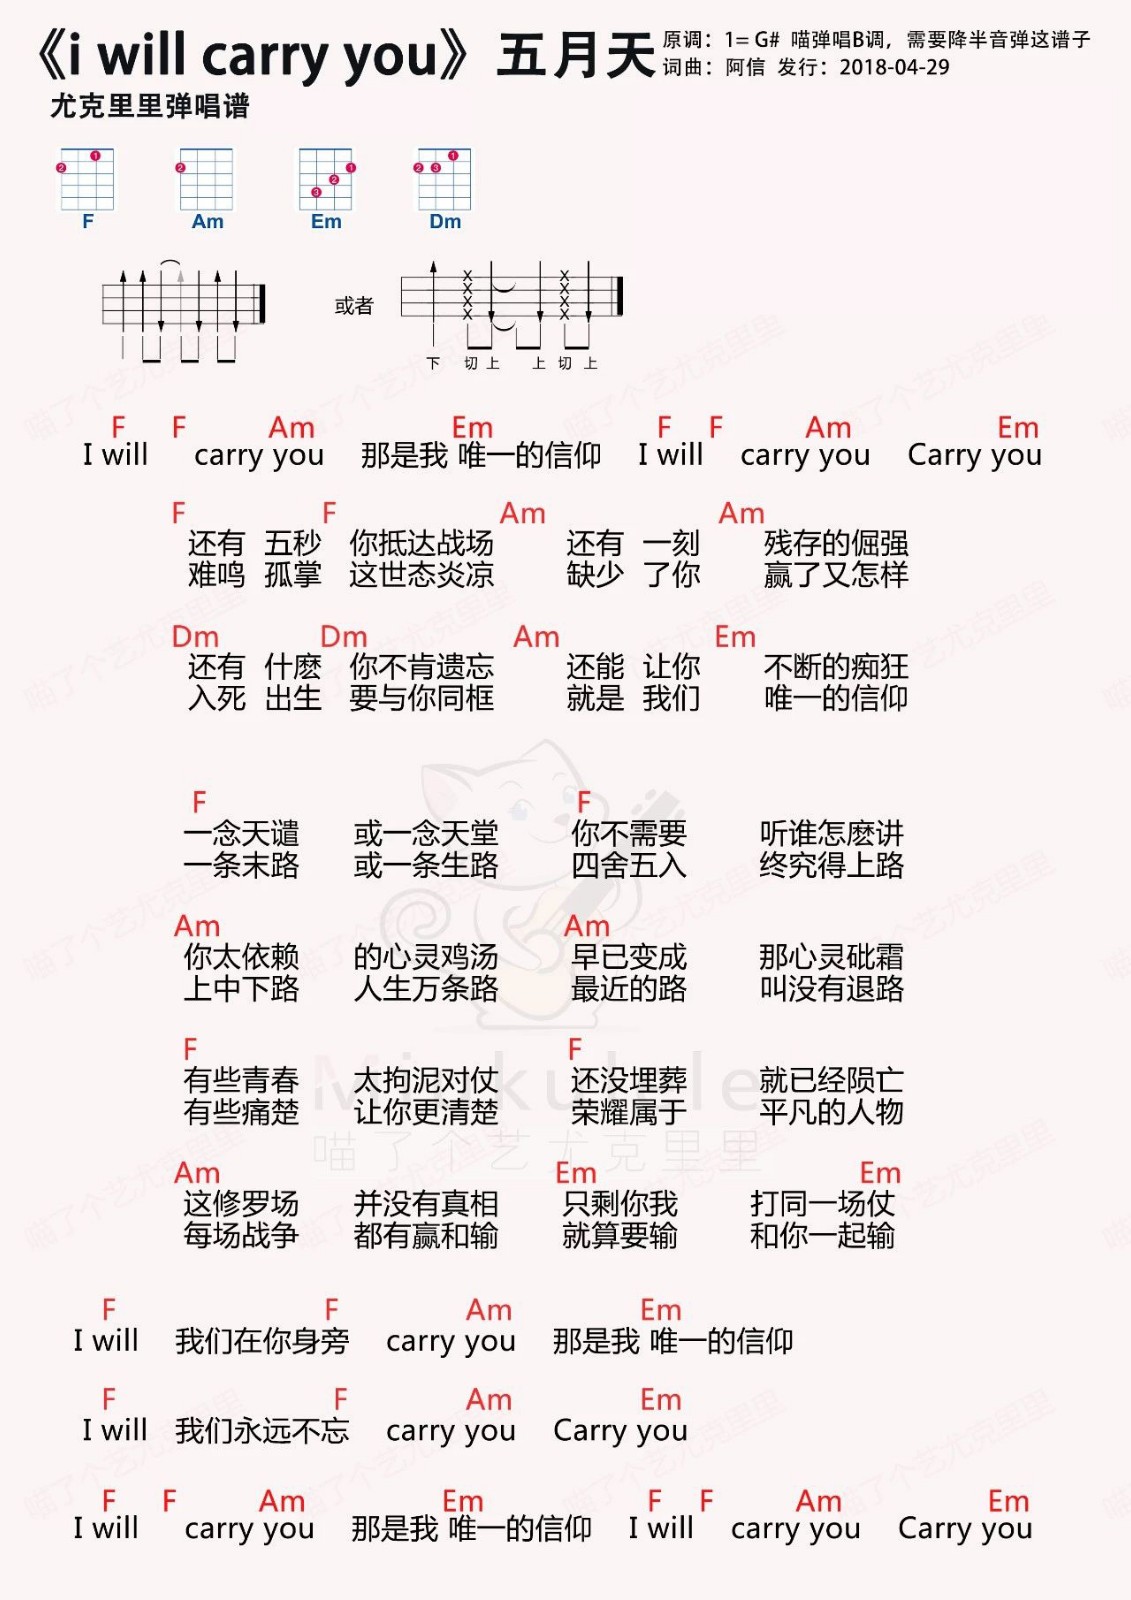 《i will carry you》五月天 原调：1= G#  喵弹唱B调，需要降半音弹这谱子
词曲：阿信  发行：2018-04-29
尤克里里弹唱谱
2 1 2 1 2 3 2 3 1
F Am Em Dm
或者
下 切 上 上 切 上
F F Am Em F F Am Em
I will carry you 那是我 唯一的信仰 I will carry you Carry you
F F Am Am
还有 五秒 你抵达战场 还有 一刻 残存的倔强
难鸣 孤掌 这世态炎凉 缺少 了你 赢了又怎样
Dm Dm Am Em
还有 什麽 你不肯遗忘 还能 让你 不断的痴狂
入死 出生 要与你同框 就是 我们 唯一的信仰
F F
一念天谴 或一念天堂 你不需要 听谁怎麽讲
一条末路 或一条生路 四舍五入 终究得上路
Am Am
你太依赖 的心灵鸡汤 早已变成 那心灵砒霜
上中下路 人生万条路 最近的路 叫没有退路
F F
有些青春 太拘泥对仗 还没埋葬 就已经陨亡
有些痛楚 让你更清楚 荣耀属于 平凡的人物
Miukulele
喵了个艺尤克里里
Am Em Em
这修罗场 并没有真相 只剩你我 打同一场仗
每场战争 都有赢和输 就算要输 和你一起输
F F Am Em
I will 我们在你身旁 carry you 那是我 唯一的信仰
F F Am Em
I will 我们永远不忘 carry you Carry you
F F Am Em F F Am Em
I will carry you 那是我 唯一的信仰 I will carry you Carry you